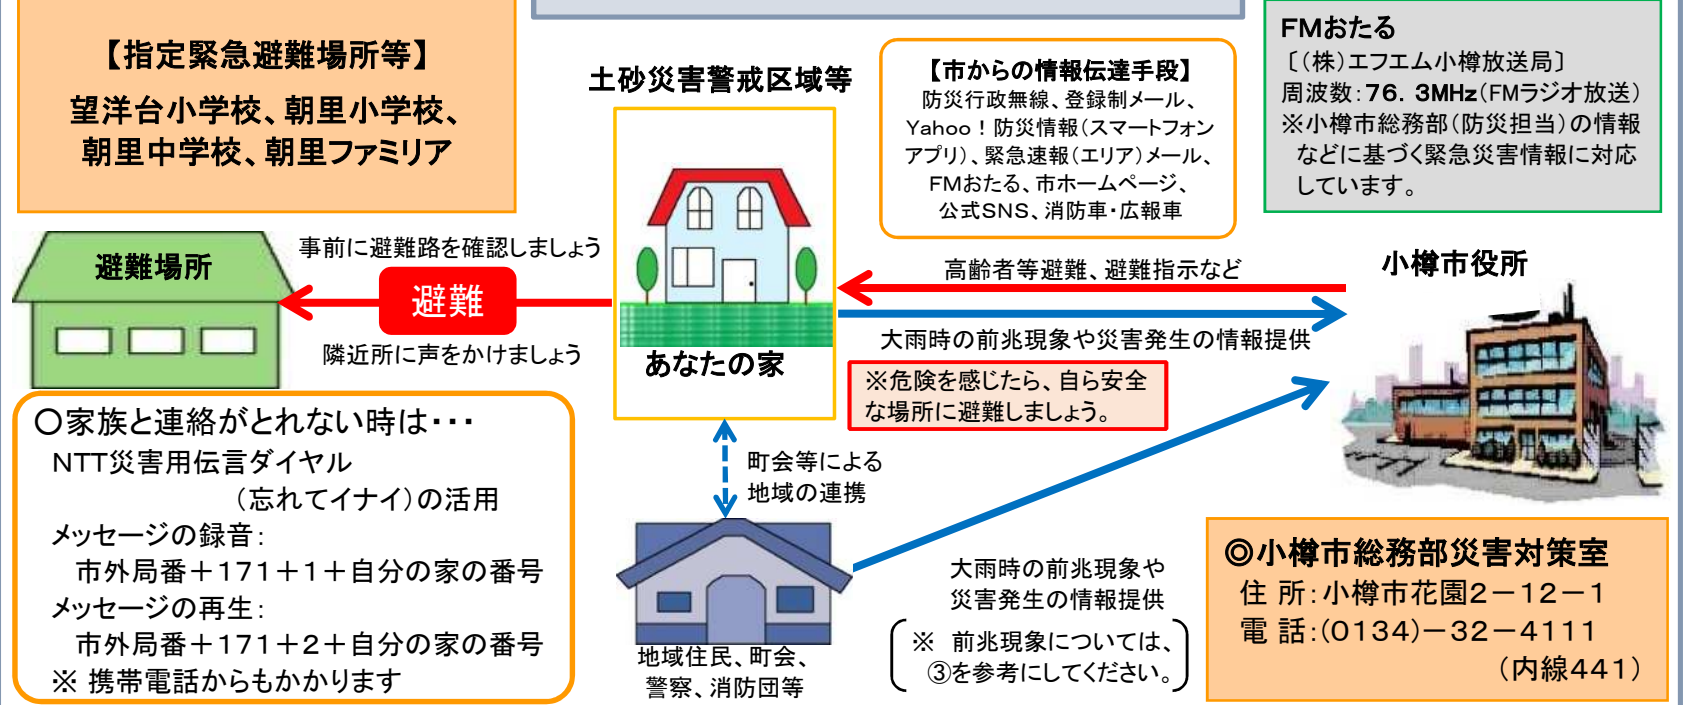 【指定緊急避難場所等】
望洋台小学校、朝里小学校、
朝里中学校、朝里ファミリア
土砂災害警戒区域等
【市からの情報伝達手段】
防災行政無線、登録制メール、
Yahoo！防災情報（スマートフォン
アプリ）、緊急速報（エリア）メール、
FMおたる、市ホームページ、
公式SNS、消防車・広報車
FMおたる
〔（株）エフエム小樽放送局〕
周波数：76．3MHz（FMラジオ放送）
※小樽市総務部（防災担当）の情報
などに基づく緊急災害情報に対応
しています。
避難場所
事前に避難路を確認しましょう
避難
隣近所に声をかけましょう
あなたの家
高齢者等避難、避難指示など
大雨時の前兆現象や災害発生の情報提供
※危険を感じたら、自ら安全
な場所に避難しましょう。
小樽市役所
〇家族と連絡がとれない時は・・・
NTT災害用伝言ダイヤル
（忘れてイナイ）の活用
メッセージの録音：
市外局番＋171＋1＋自分の家の番号
メッセージの再生：
市外局番＋171＋2＋自分の家の番号
※ 携帯電話からもかかります
町会等による
地域の連携
地域住民、町会、
警察、消防団等
大雨時の前兆現象や
災害発生の情報提供
※ 前兆現象については、
③を参考にしてください。
◎小樽市総務部災害対策室
住 所：小樽市花園2－12－1
電 話：(0134)－32－4111
（内線441）